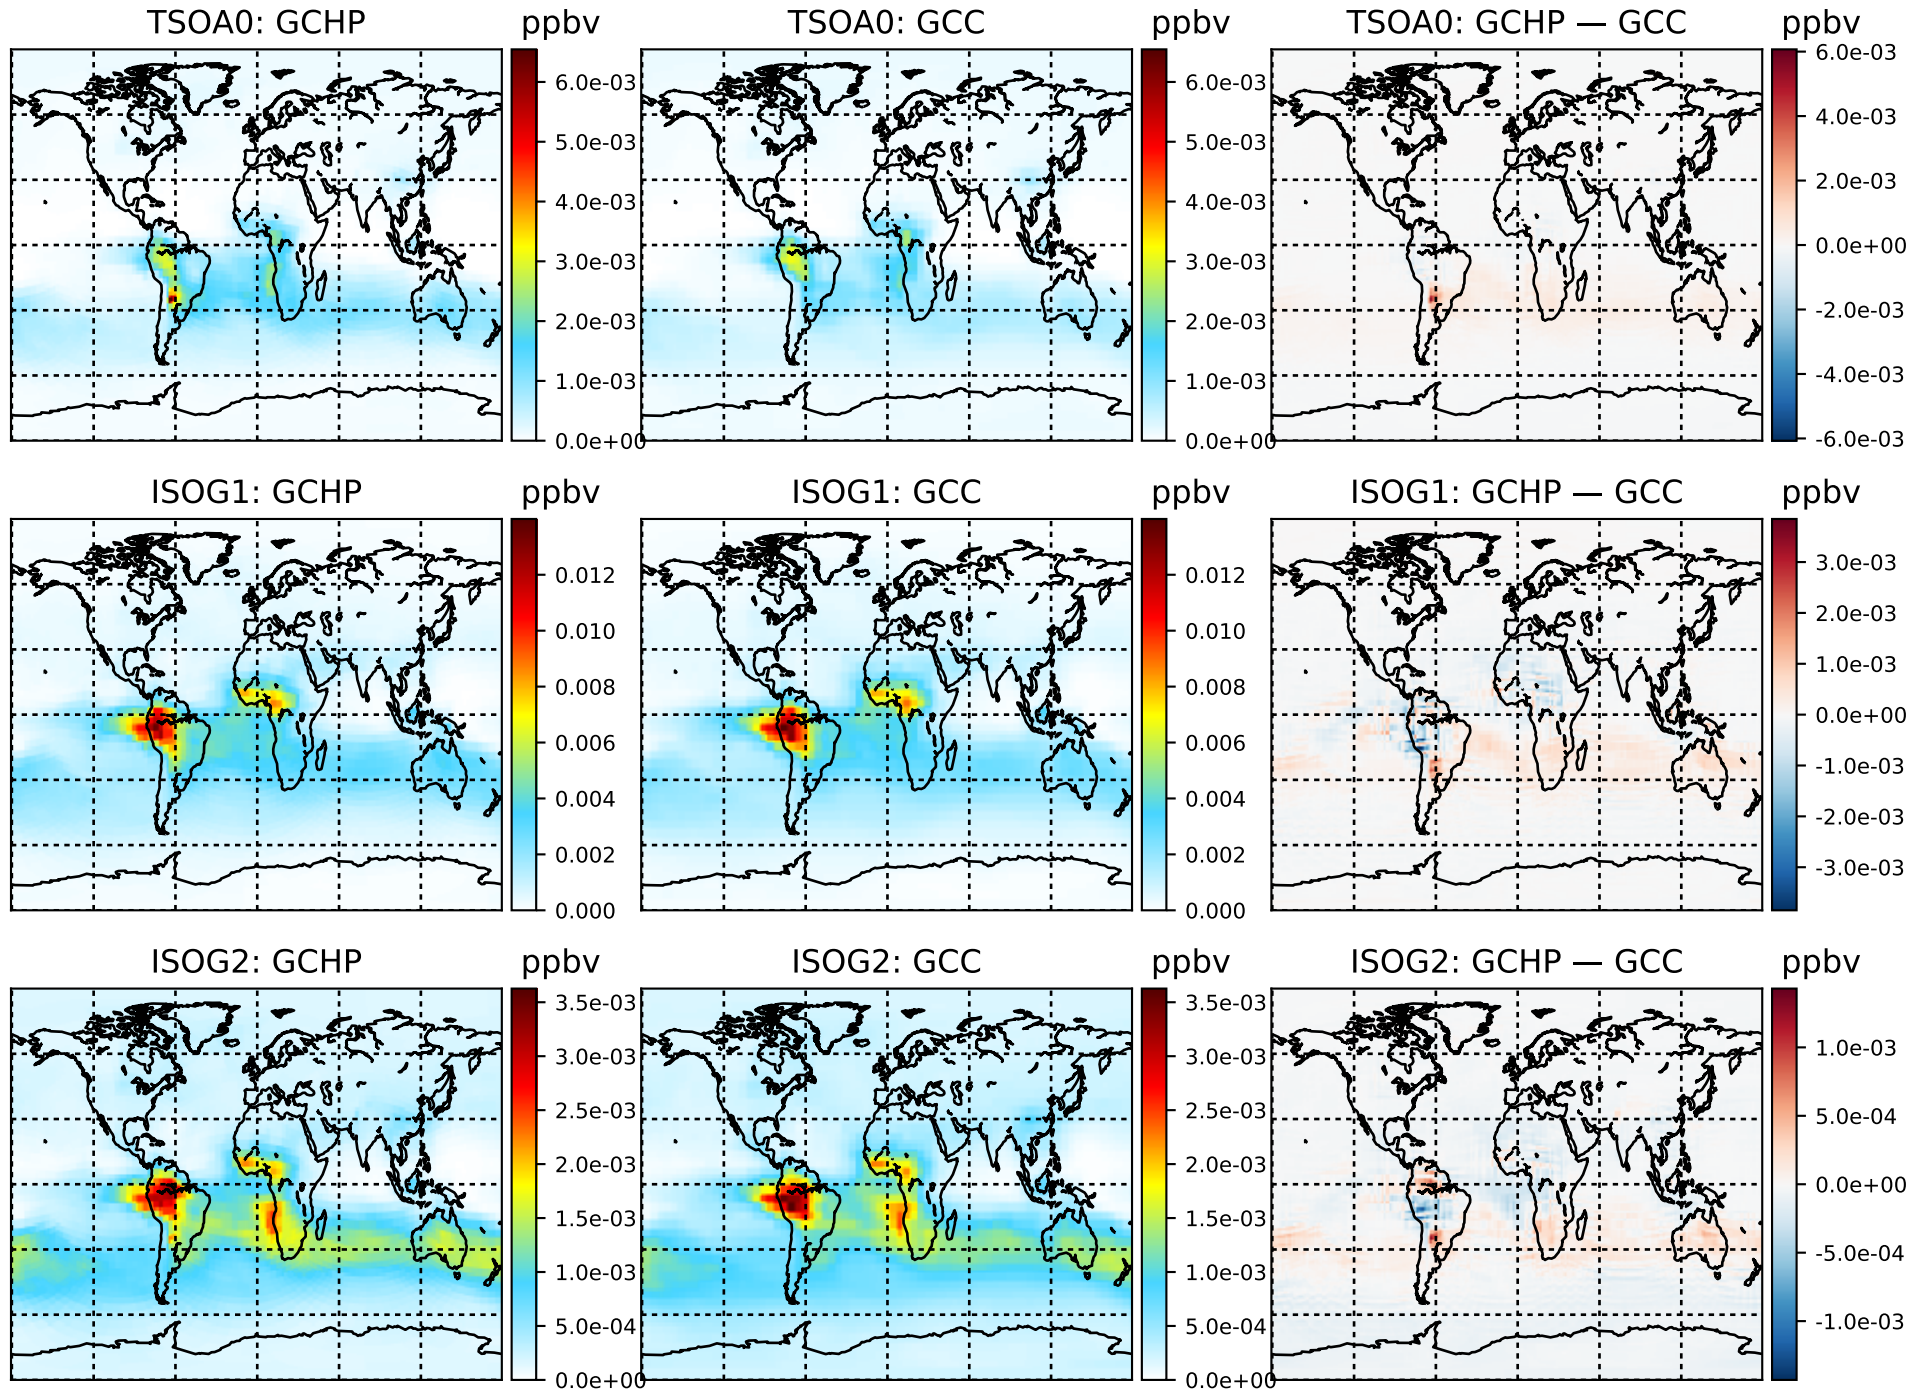 TSOA0: GCHP ppbv TSOA0: GCC ppbv TSOA0: GCHP — GCC ppbv
6.0e-03 6.0e-03 6.0e-03
5.0e-03 5.0e-03 4.0e-03
4.0e-03 4.0e-03 2.0e-03
3.0e-03 3.0e-03 0.0e+00
2.0e-03 2.0e-03 -2.0e-03
1.0e-03 1.0e-03 -4.0e-03
0.0e+00 0.0e+00 -6.0e-03
ISOG1: GCHP ppbv ISOG1: GCC ppbv ISOG1: GCHP — GCC ppbv
0.012 0.012 3.0e-03
0.010 0.010 2.0e-03
0.008 0.008 1.0e-03
0.006 0.006 0.0e+00
0.004 0.004 -1.0e-03
0.002 0.002 -2.0e-03
0.000 0.000 -3.0e-03
ISOG2: GCHP ppbv ISOG2: GCC ppbv ISOG2: GCHP — GCC ppbv
3.5e-03 3.5e-03
3.0e-03 3.0e-03 1.0e-03
2.5e-03 2.5e-03 5.0e-04
2.0e-03 2.0e-03 0.0e+00
1.5e-03 1.5e-03 -5.0e-04
1.0e-03 1.0e-03 -1.0e-03
5.0e-04 5.0e-04
0.0e+00 0.0e+00